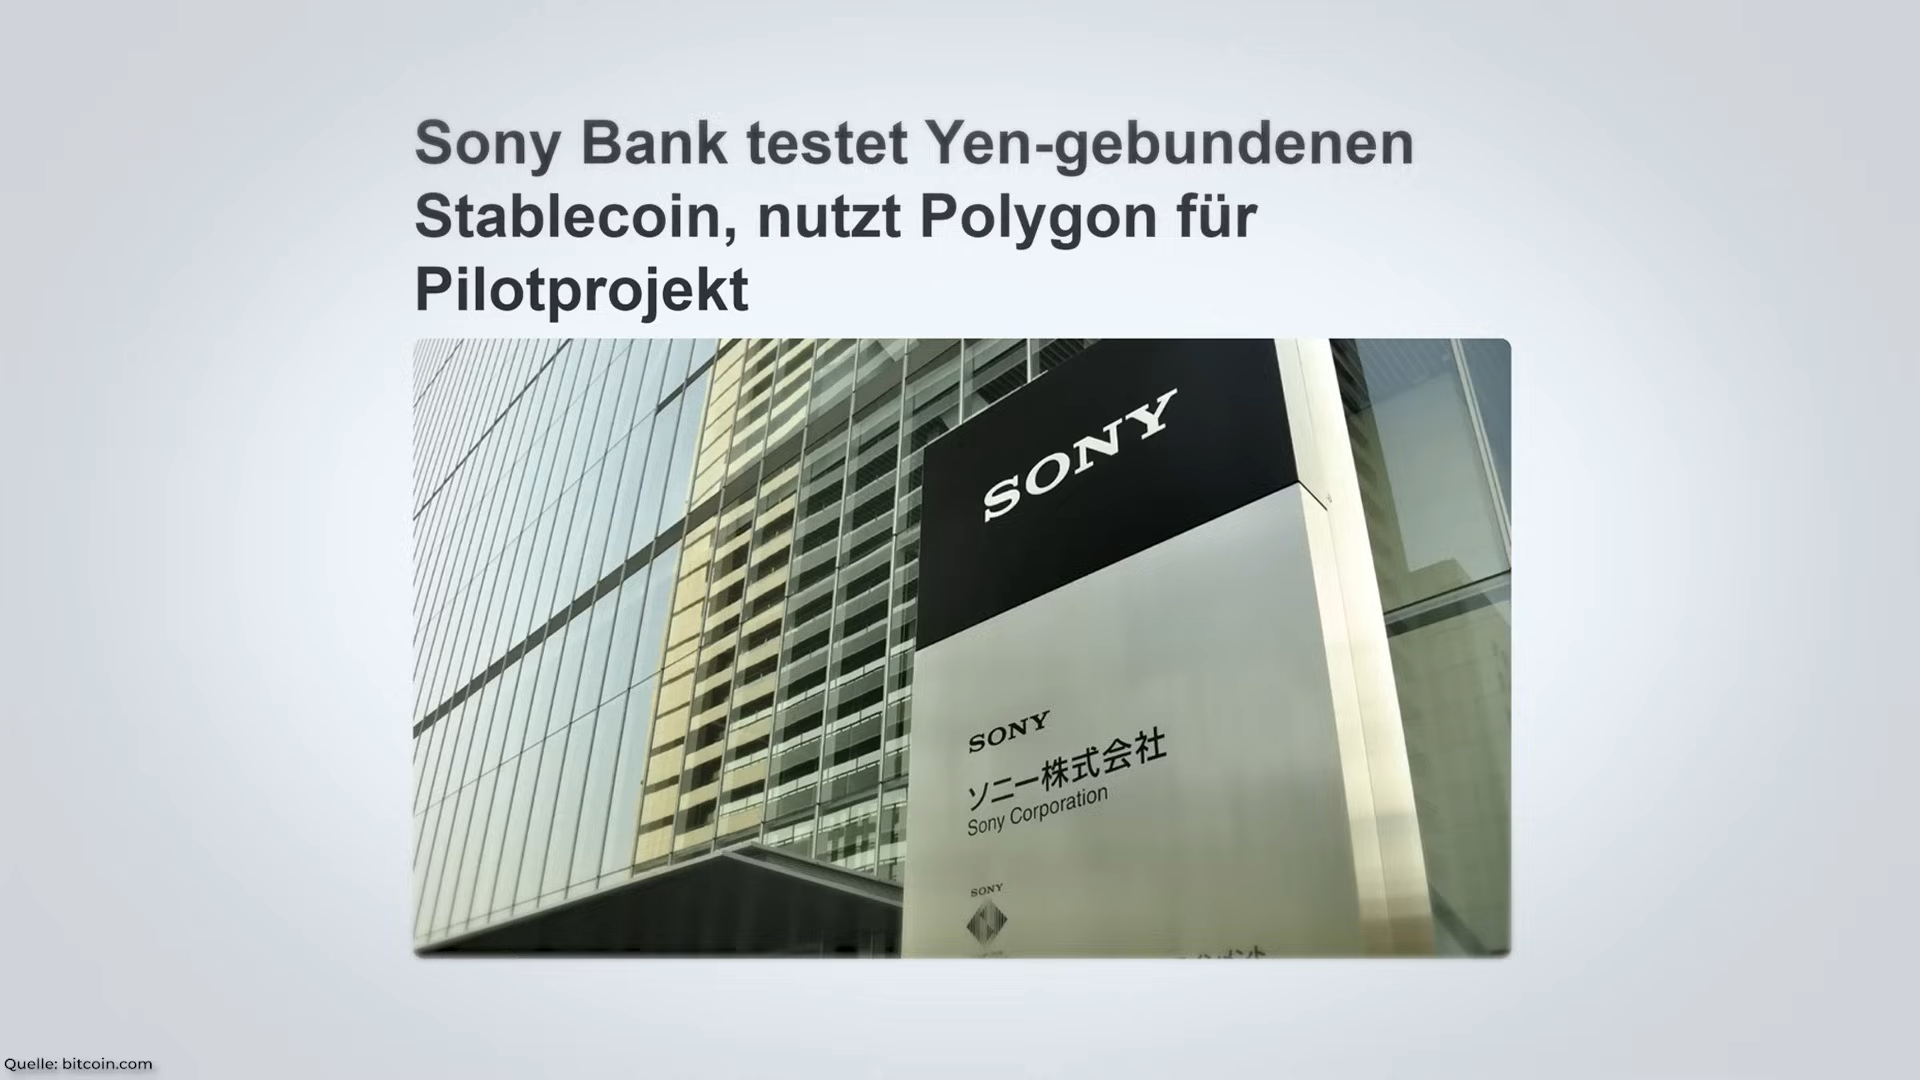 Sony Bank testet Yen-gebundenen
Stablecoin, nutzt Polygon für
Pilotprojekt
SONY
SONY
ソニー株式会社
Sony Corporation
SONY
Quelle: bitcoin.com